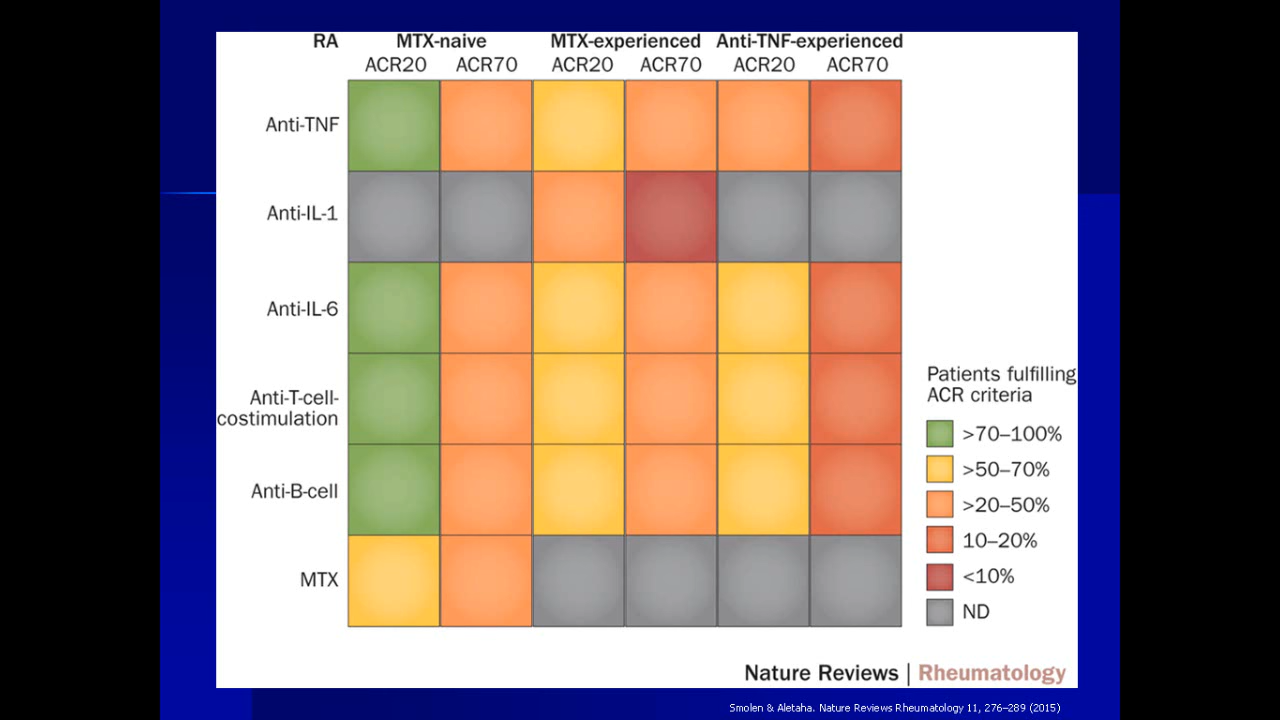 RA MTX-naive MTX-experienced Anti-TNF-experienced
ACR20 ACR70 ACR20 ACR70 ACR20 ACR70
Anti-TNF
Anti-IL-1
Anti-IL-6
Anti-T-cell-
costimulation
Anti-B-cell
MTX
Patients fulfilling
ACR criteria
>70–100%
>50–70%
>20–50%
10–20%
<10%
ND
Nature Reviews | Rheumatology
Smolen & Aletaha. Nature Reviews Rheumatology 11, 276–289 (2015)